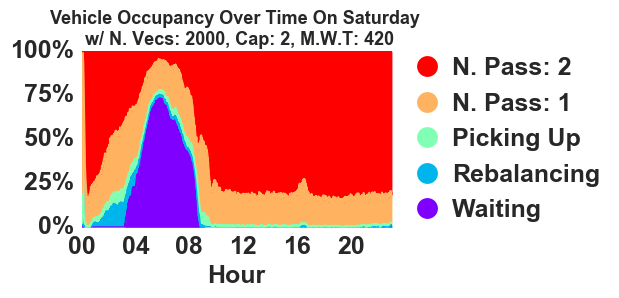 Vehicle Occupancy Over Time On Saturday
w/ N. Vecs: 2000, Cap: 2, M.W.T: 420
100%
75%
50%
25%
0%
00 04 08 12 16 20
Hour
N. Pass: 2
N. Pass: 1
Picking Up
Rebalancing
Waiting